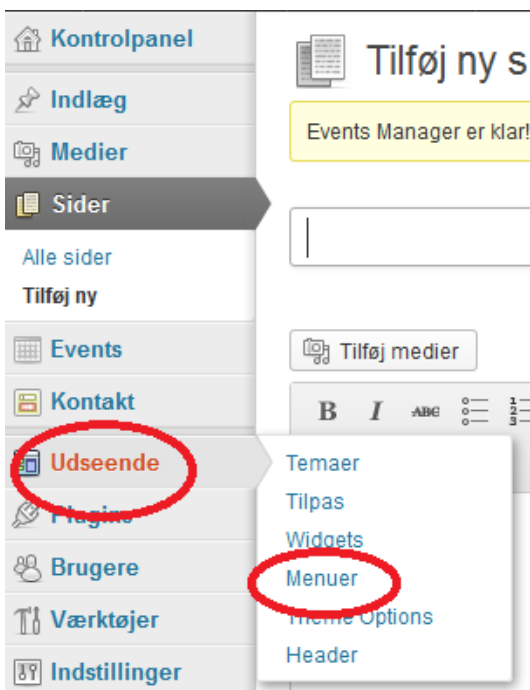 Kontrolpanel
Indlæg
Medier
Sider
Alle sider
Tilføj ny
Events
Kontakt
Udseende
Plugins
Brugere
Værktøjer
Indstillinger
Tilføj ny s
Events Manager er klar!
Tilføj medier
B I ABC
Temaer
Tilpas
Widgets
Menuer
Theme Options
Header